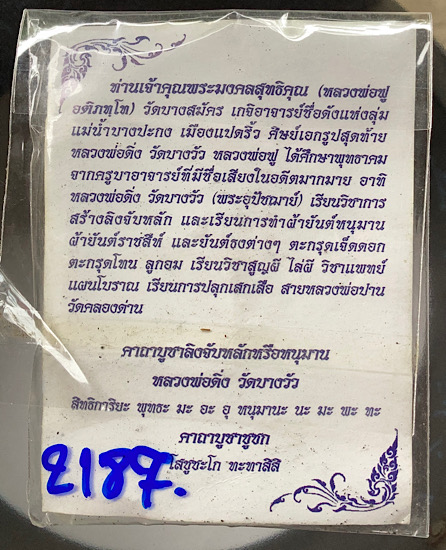 ท่านเจ้าคุณพระมงคลสุทธิคุณ (หลวงพ่อฟู
อติภทฺโท) วัดบางสมัคร เกจิอาจารย์ชื่อดังแห่งลุ่ม
แม่น้ำบางปะกง เมืองแปดริ้ว ศิษย์เอกรูปสุดท้าย
หลวงพ่อดิ่ง วัดบางวัว หลวงพ่อฟู ได้ศึกษาพุทธาคม
จากครูบาอาจารย์ที่มีชื่อเสียงในอดีตมากมาย อาทิ
หลวงพ่อดิ่ง วัดบางวัว (พระอุปัชฌาย์) เรียนวิชาการ
สร้างลิงจับหลัก และเรียนการทำผ้ายันต์หนุมาน
ผ้ายันต์ราชสีห์ และยันต์ธงต่างๆ ตะกรุดเจ็ดดอก
ตะกรุดโทน ลูกอม เรียนวิชาสูญผี ไล่ผี วิชาแพทย์
แผนโบราณ เรียนการปลุกเสกเสือ สายหลวงพ่อปาน
วัดคลองด่าน
คาถาบูชาลิงจับหลักหรือหนุมาน
หลวงพ่อดิ่ง วัดบางวัว
สิทธิการิยะ พุทธะ มะ อะ อุ หนุมานะ นะ มะ พะ ทะ
คาถาบูชาชูชก
โสชูชะโก ทะทาสิสิ
2187.